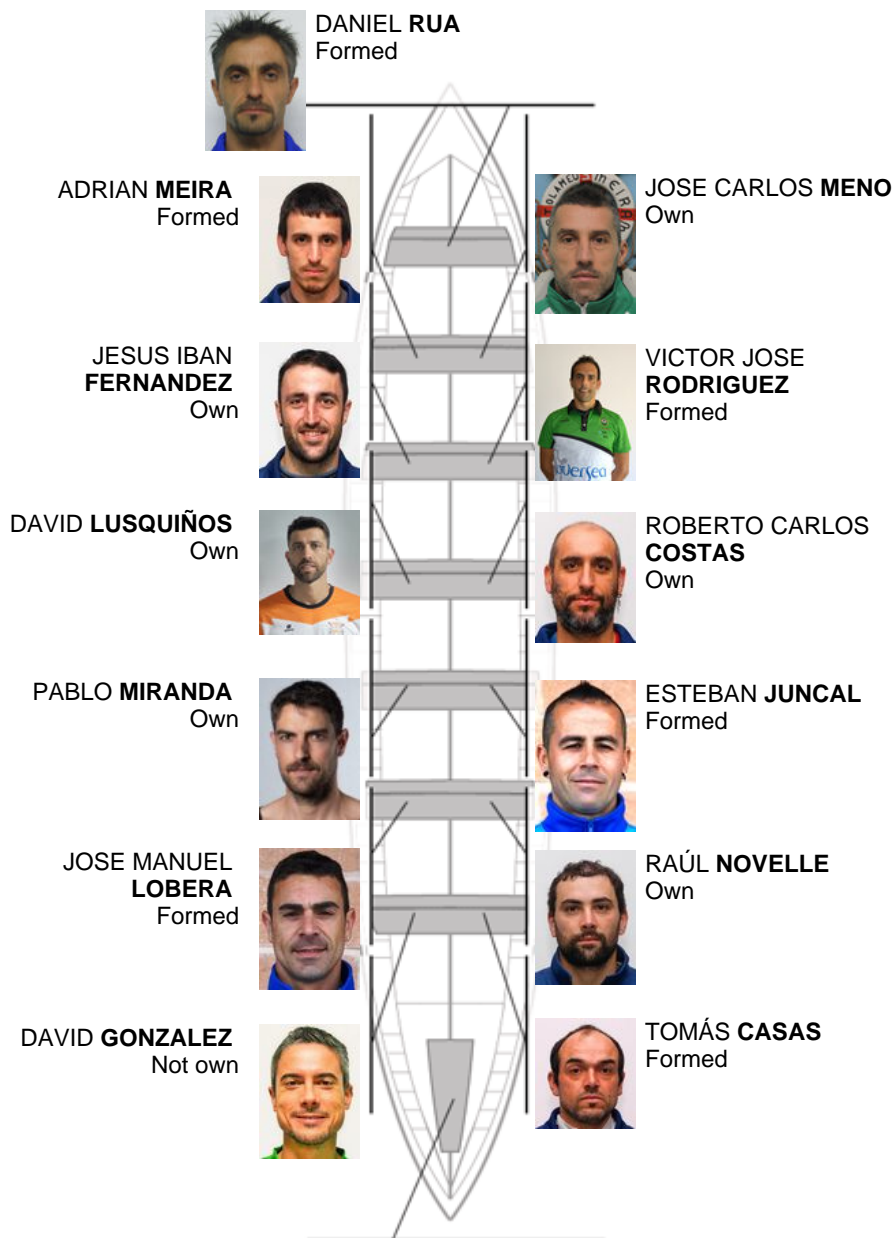 DANIEL RUA
Formed
ADRIAN MEIRA
Formed
JOSE CARLOS MENO
Own
JESUS IBAN
FERNANDEZ
Own
VICTOR JOSE
RODRIGUEZ
Formed
DAVID LUSQUIÑOS
Own
ROBERTO CARLOS
COSTAS
Own
PABLO MIRANDA
Own
ESTEBAN JUNCAL
Formed
JOSE MANUEL
LOBERA
Formed
RAÚL NOVELLE
Own
DAVID GONZALEZ
Not own
TOMÁS CASAS
Formed